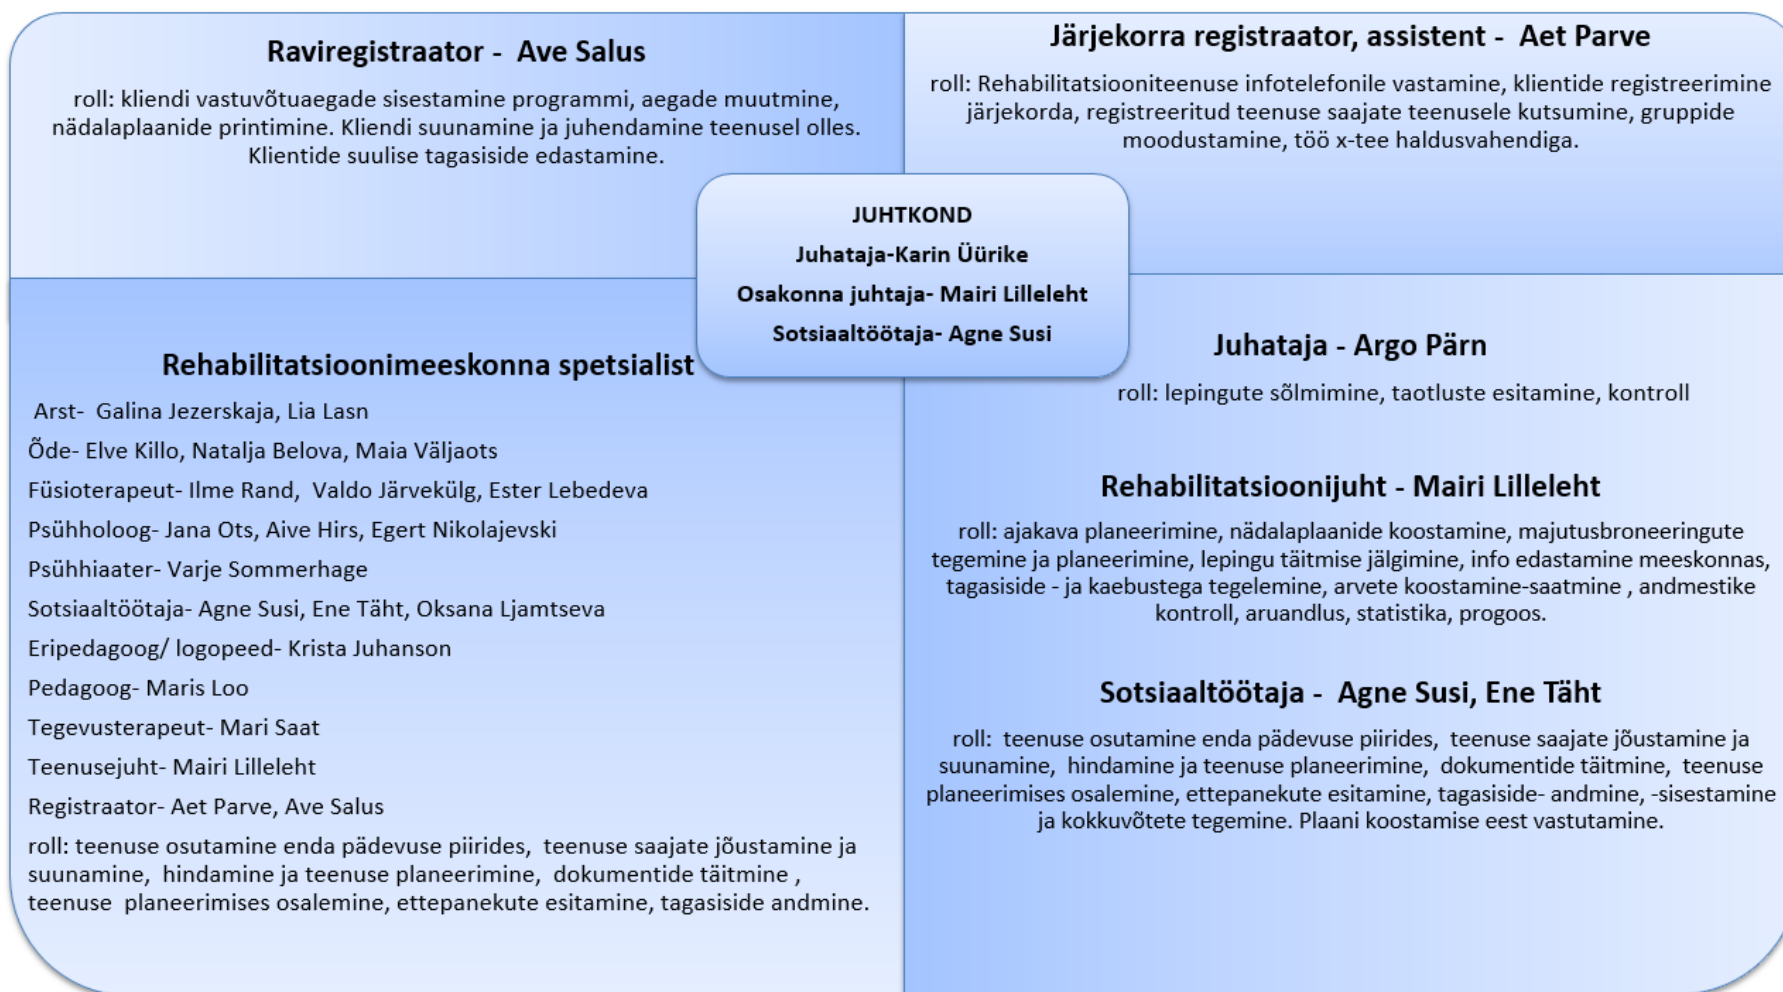 Raviregistraator - Ave Salus
roll: kliendi vastuvõtuaegade sisestamine programmi, aegade muutmine,
nädalaplaanide printimine. Kliendi suunamine ja juhendamine teenusel olles.
Klientide suulise tagasiside edastamine.
Järjekorra registraator, assistent - Aet Parve
roll: Rehabilitatsiooniteenuse infotelefonile vastamine, klientide registreerimine
järjekorda, registreeritud teenuse saajate teenusele kutsumine, gruppide
moodustamine, töö x-tee haldusvahendiga.
JUHTKOND
Juhataja-Karin Üürike
Osakonna juhtaja- Mairi Lilleleht
Sotsiaaltöötaja- Agne Susi
Rehabilitatsioonimeeskonna spetsialist
Arst- Galina Jezerskaja, Lia Lasn
Õde- Elve Killo, Natalja Belova, Maia Väljaots
Füsioterapeut- Ilme Rand, Valdo Järvekülg, Ester Lebedeva
Psühholoog- Jana Ots, Aive Hirs, Egert Nikolajevski
Psühhiaater- Varje Sommerhage
Sotsiaaltöötaja- Agne Susi, Ene Täht, Oksana Ljamtseva
Eripedagoog/ logopeed- Krista Juhanson
Pedagoog- Maris Loo
Tegevusterapeut- Mari Saat
Teenusejuht- Mairi Lilleleht
Registraator- Aet Parve, Ave Salus
roll: teenuse osutamine enda pädevuse piirides, teenuse saajate jõustamine ja
suunamine, hindamine ja teenuse planeerimine, dokumentide täitmine ,
teenuse planeerimises osalemine, ettepanekute esitamine, tagasiside andmine.
Juhataja - Argo Pärn
roll: lepingute sõlmimine, taotluste esitamine, kontroll
Rehabilitatsioonijuht - Mairi Lilleleht
roll: ajakava planeerimine, nädalaplaanide koostamine, majutusbroneeringute
tegemine ja planeerimine, lepingu täitmise jälgimine, info edastamine meeskonnas,
tagasiside - ja kaebustega tegelemine, arvete koostamine-saatmine , andmestike
kontroll, aruandlus, statistika, progoos.
Sotsiaaltöötaja - Agne Susi, Ene Täht
roll: teenuse osutamine enda pädevuse piirides, teenuse saajate jõustamine ja
suunamine, hindamine ja teenuse planeerimine, dokumentide täitmine, teenuse
planeerimises osalemine, ettepanekute esitamine, tagasiside- andmine, -sisestamine
ja kokkuvõtete tegemine. Plaani koostamise eest vastutamine.